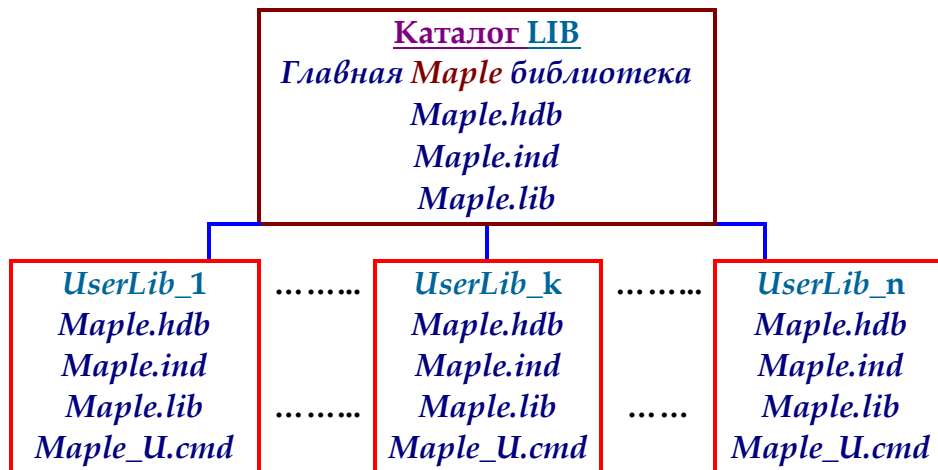 Каталог LIB
Главная Maple библиотека
Maple.hdb
Maple.ind
Maple.lib
UserLib_1 ……... UserLib_k ……... UserLib_n
Maple.hdb Maple.hdb Maple.hdb
Maple.ind Maple.ind Maple.ind
Maple.lib ……... Maple.lib …… Maple.lib
Maple_U.cmd Maple_U.cmd Maple_U.cmd